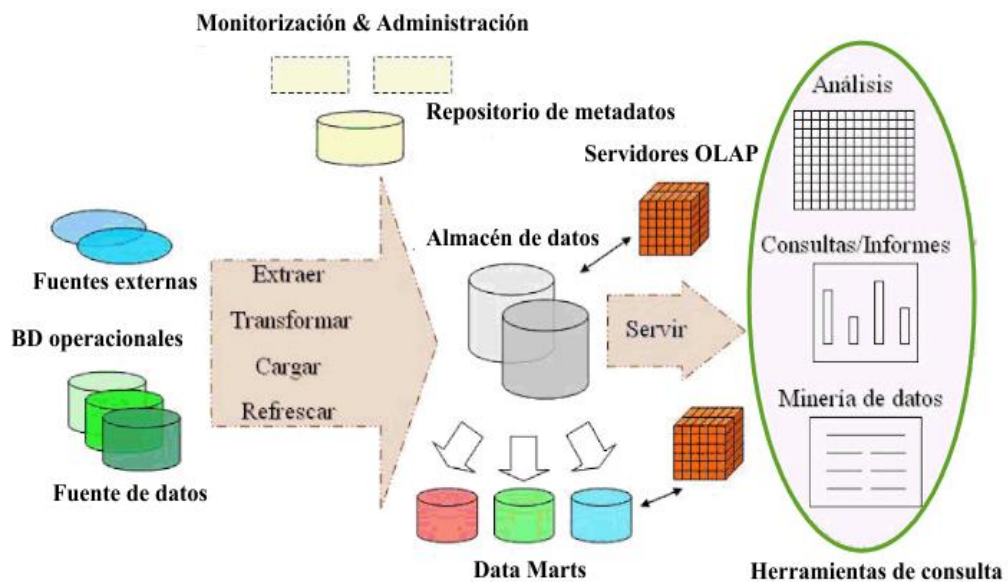 Monitorización & Administración
Repositorio de metadatos
Servidores OLAP
Análisis
Fuentes externas
Extraer
Almacén de datos
Consultas/Informes
BD operacionales
Transformar
Servir
Cargar
Refrescar
Minería de datos
Fuente de datos
Data Marts
Herramientas de consulta